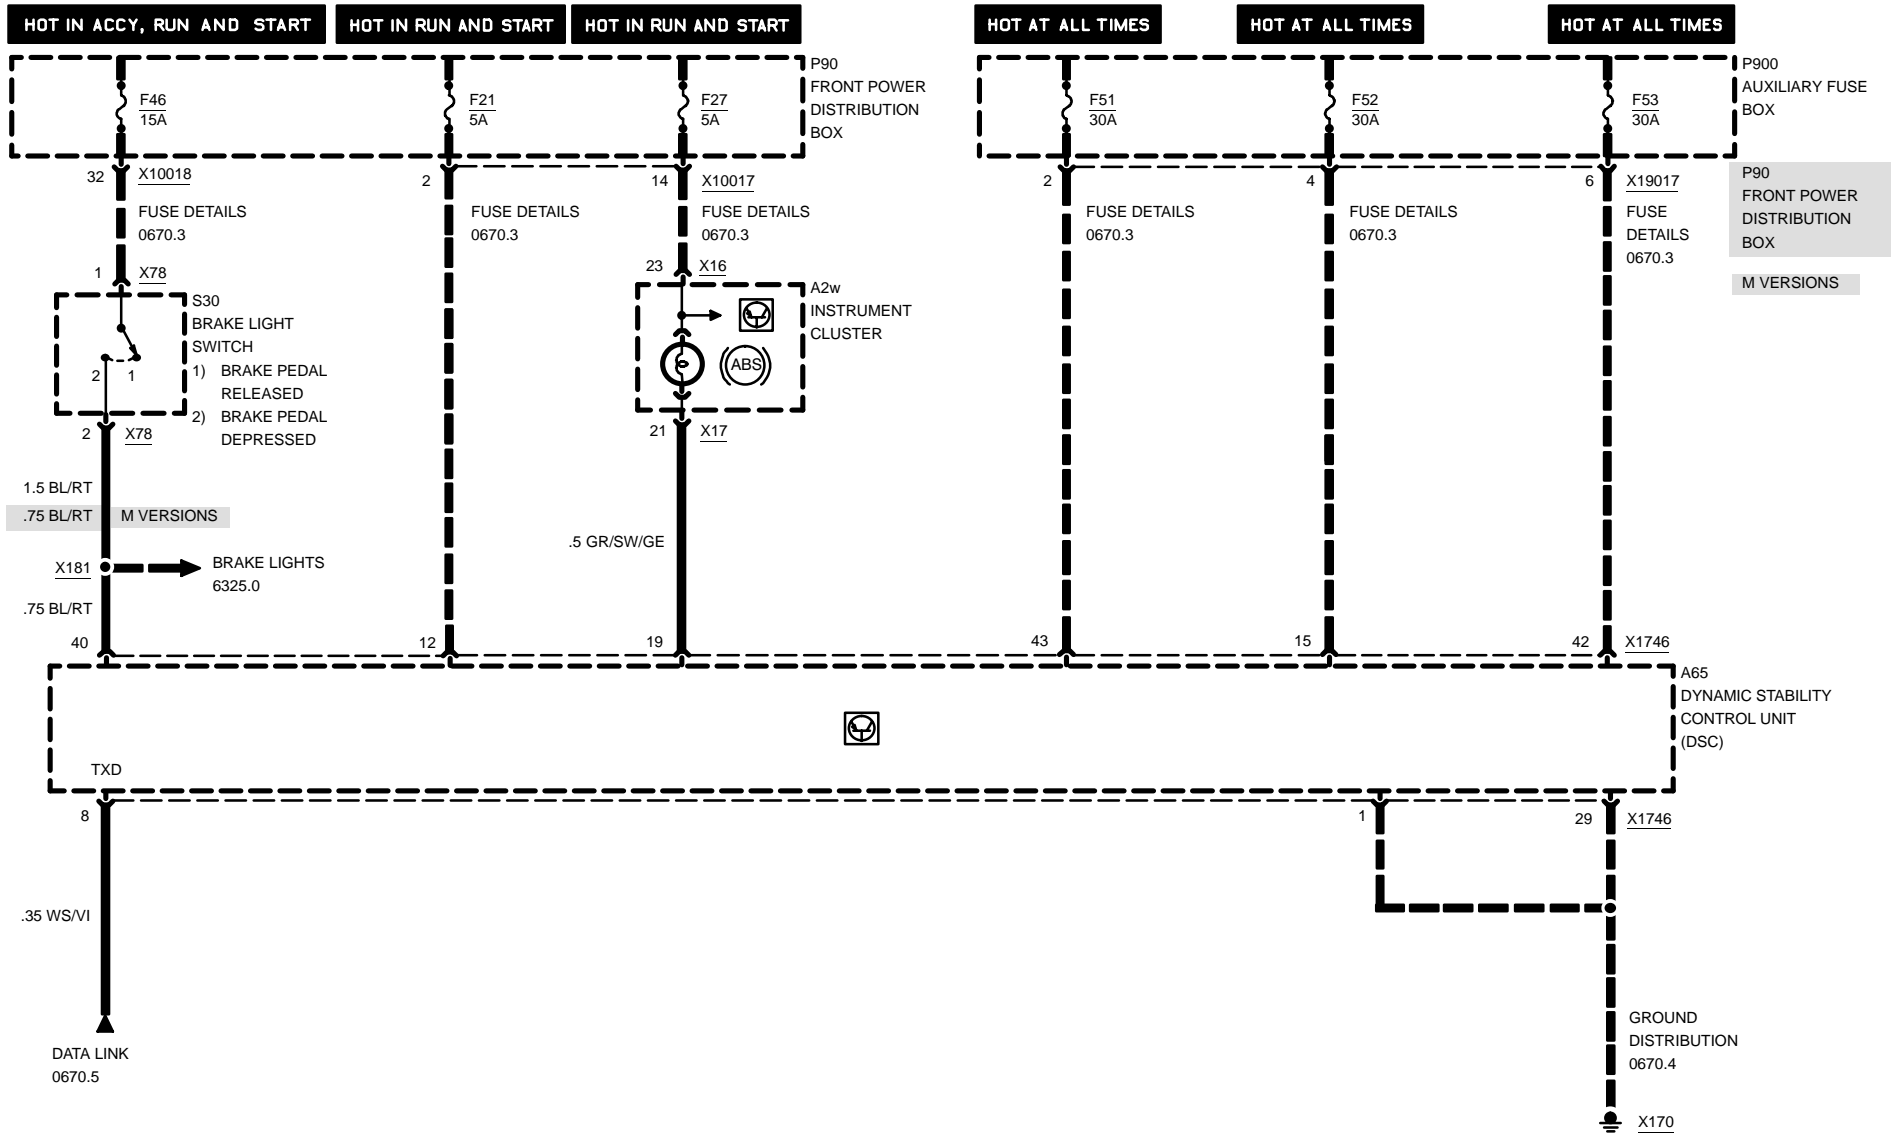 HOT IN ACCY, RUN AND START
HOT IN RUN AND START
HOT IN RUN AND START
HOT AT ALL TIMES
HOT AT ALL TIMES
HOT AT ALL TIMES
F46
15A
F21
5A
F27
5A
P90
FRONT POWER
DISTRIBUTION
BOX
F51
30A
F52
30A
F53
30A
P900
AUXILIARY FUSE
BOX
32
X10018
2
14
X10017
2
4
6
X19017
P90
FRONT POWER
DISTRIBUTION
BOX
M VERSIONS
FUSE DETAILS
0670.3
FUSE DETAILS
0670.3
FUSE DETAILS
0670.3
FUSE DETAILS
0670.3
FUSE DETAILS
0670.3
FUSE
DETAILS
0670.3
1
X78
S30
BRAKE LIGHT
SWITCH
1) BRAKE PEDAL
RELEASED
2) BRAKE PEDAL
DEPRESSED
2
1
2
X78
23
X16
A2w
INSTRUMENT
CLUSTER
ABS
21
X17
1.5 BL/RT
.75 BL/RT
M VERSIONS
X181
BRAKE LIGHTS
6325.0
.75 BL/RT
.5 GR/SW/GE
40
12
19
43
15
42
X1746
A65
DYNAMIC STABILITY
CONTROL UNIT
(DSC)
TXD
8
1
29
X1746
.35 WS/VI
DATA LINK
0670.5
GROUND
DISTRIBUTION
0670.4
X170